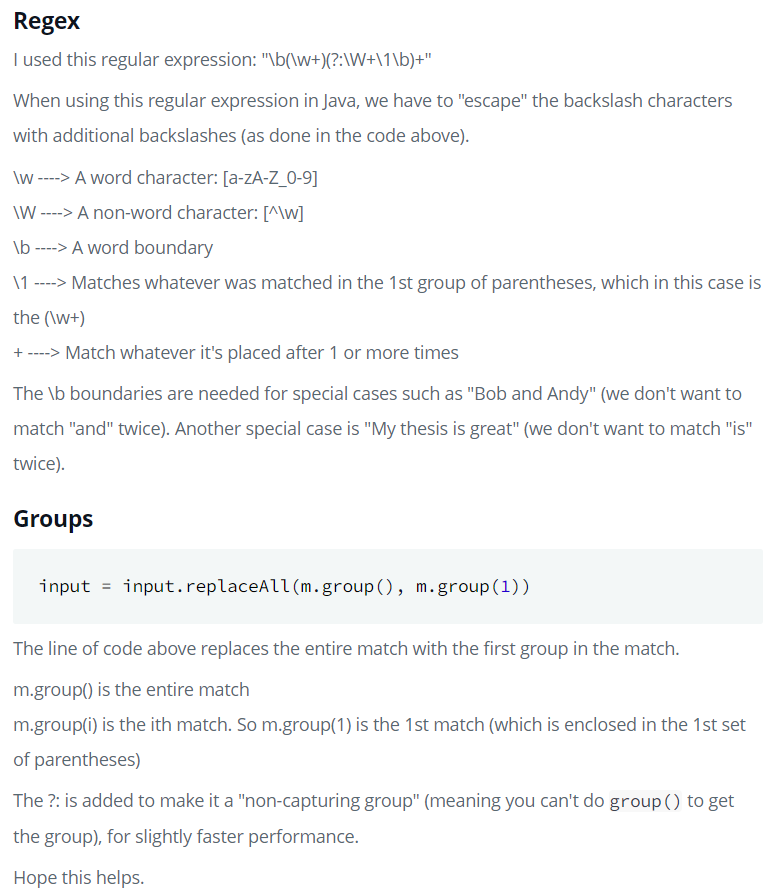 Regex
I used this regular expression: "\b(\w+)(?:\W+\1\b)+"
When using this regular expression in Java, we have to "escape" the backslash characters
with additional backslashes (as done in the code above).
\w ----> A word character: [a-zA-Z_0-9]
\W ----> A non-word character: [^\w]
\b ----> A word boundary
\1 ----> Matches whatever was matched in the 1st group of parentheses, which in this case is
the (\w+)
+ ----> Match whatever it's placed after 1 or more times
The \b boundaries are needed for special cases such as "Bob and Andy" (we don't want to
match "and" twice). Another special case is "My thesis is great" (we don't want to match "is"
twice).
Groups
input = input.replaceAll(m.group(), m.group(1))
The line of code above replaces the entire match with the first group in the match.
m.group() is the entire match
m.group(i) is the ith match. So m.group(1) is the 1st match (which is enclosed in the 1st set
of parentheses)
The ?: is added to make it a "non-capturing group" (meaning you can't do group() to get
the group), for slightly faster performance.
Hope this helps.